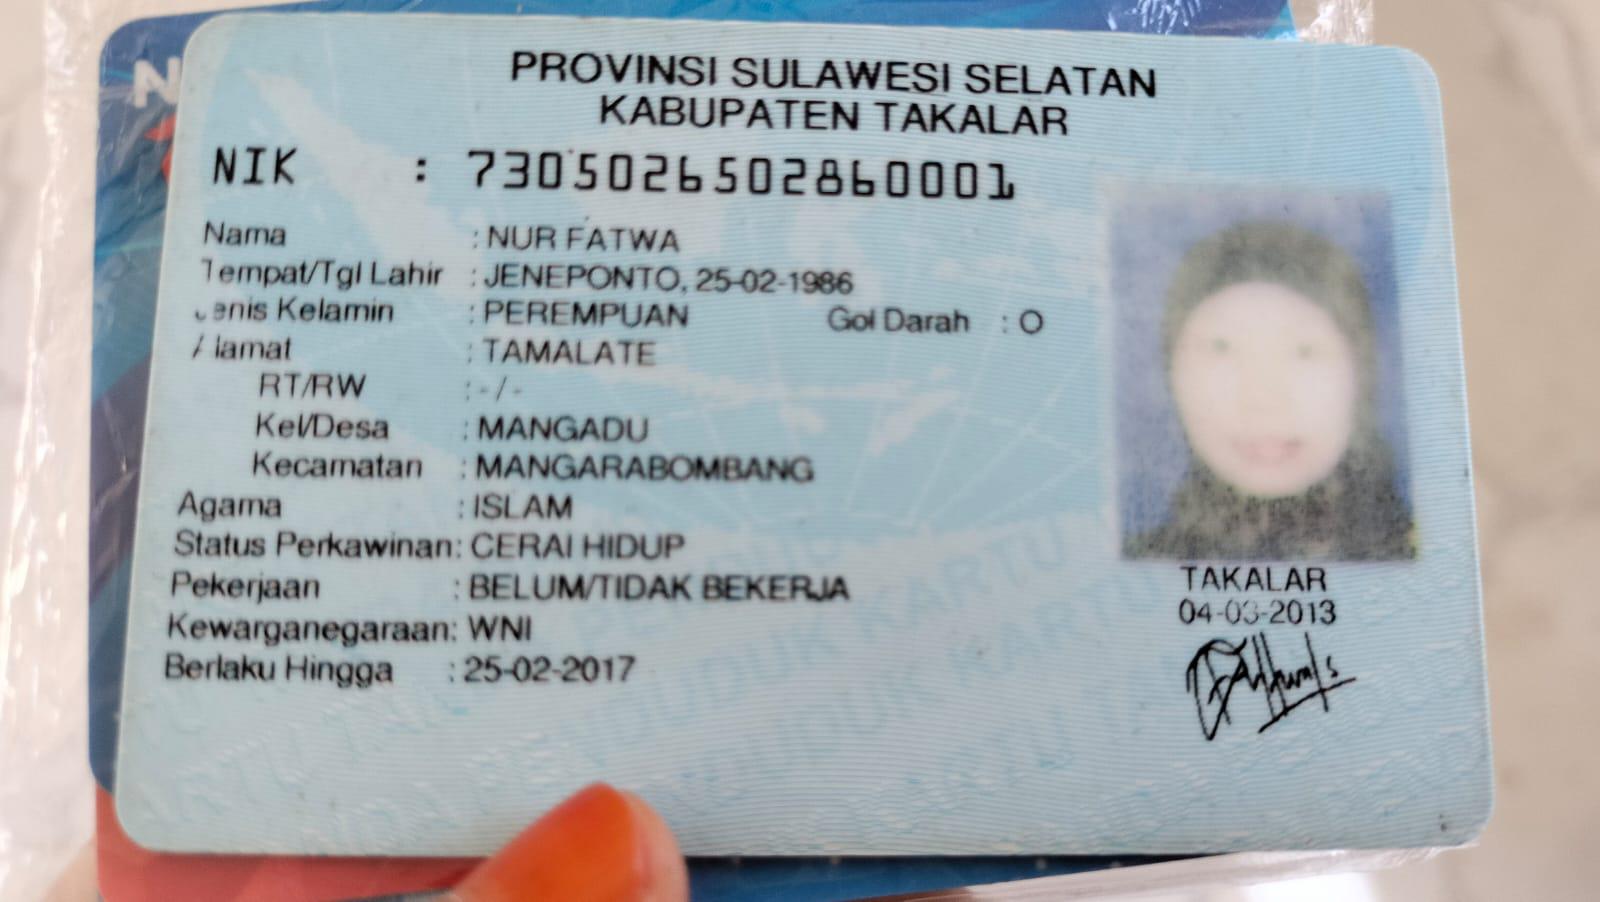 PROVINSI SULAWESI SELATAN
KABUPATEN TAKALAR
NIK : 7305026502860001
Nama : NUR FATWA
Tempat/Tgl Lahir : JENEPONTO, 25-02-1986
Jenis Kelamin : PEREMPUAN Gol Darah : O
Alamat : TAMALATE
RT/RW : - / -
Kel/Desa : MANGADU
Kecamatan : MANGARABOMBANG
Agama : ISLAM
Status Perkawinan: CERAI HIDUP
Pekerjaan : BELUM/TIDAK BEKERJA
Kewarganegaraan: WNI
Berlaku Hingga : 25-02-2017
TAKALAR
04-03-2013